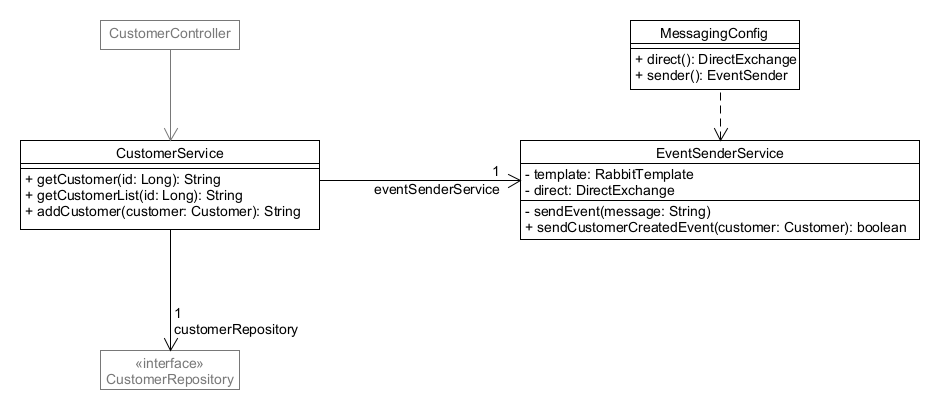 CustomerController
MessagingConfig
+ direct(): DirectExchange
+ sender(): EventSender
CustomerService
+ getCustomer(id: Long): String
+ getCustomerList(id: Long): String
+ addCustomer(customer: Customer): String
1
eventSenderService
EventSenderService
- template: RabbitTemplate
- direct: DirectExchange
- sendEvent(message: String)
+ sendCustomerCreatedEvent(customer: Customer): boolean
1
customerRepository
«interface»
CustomerRepository